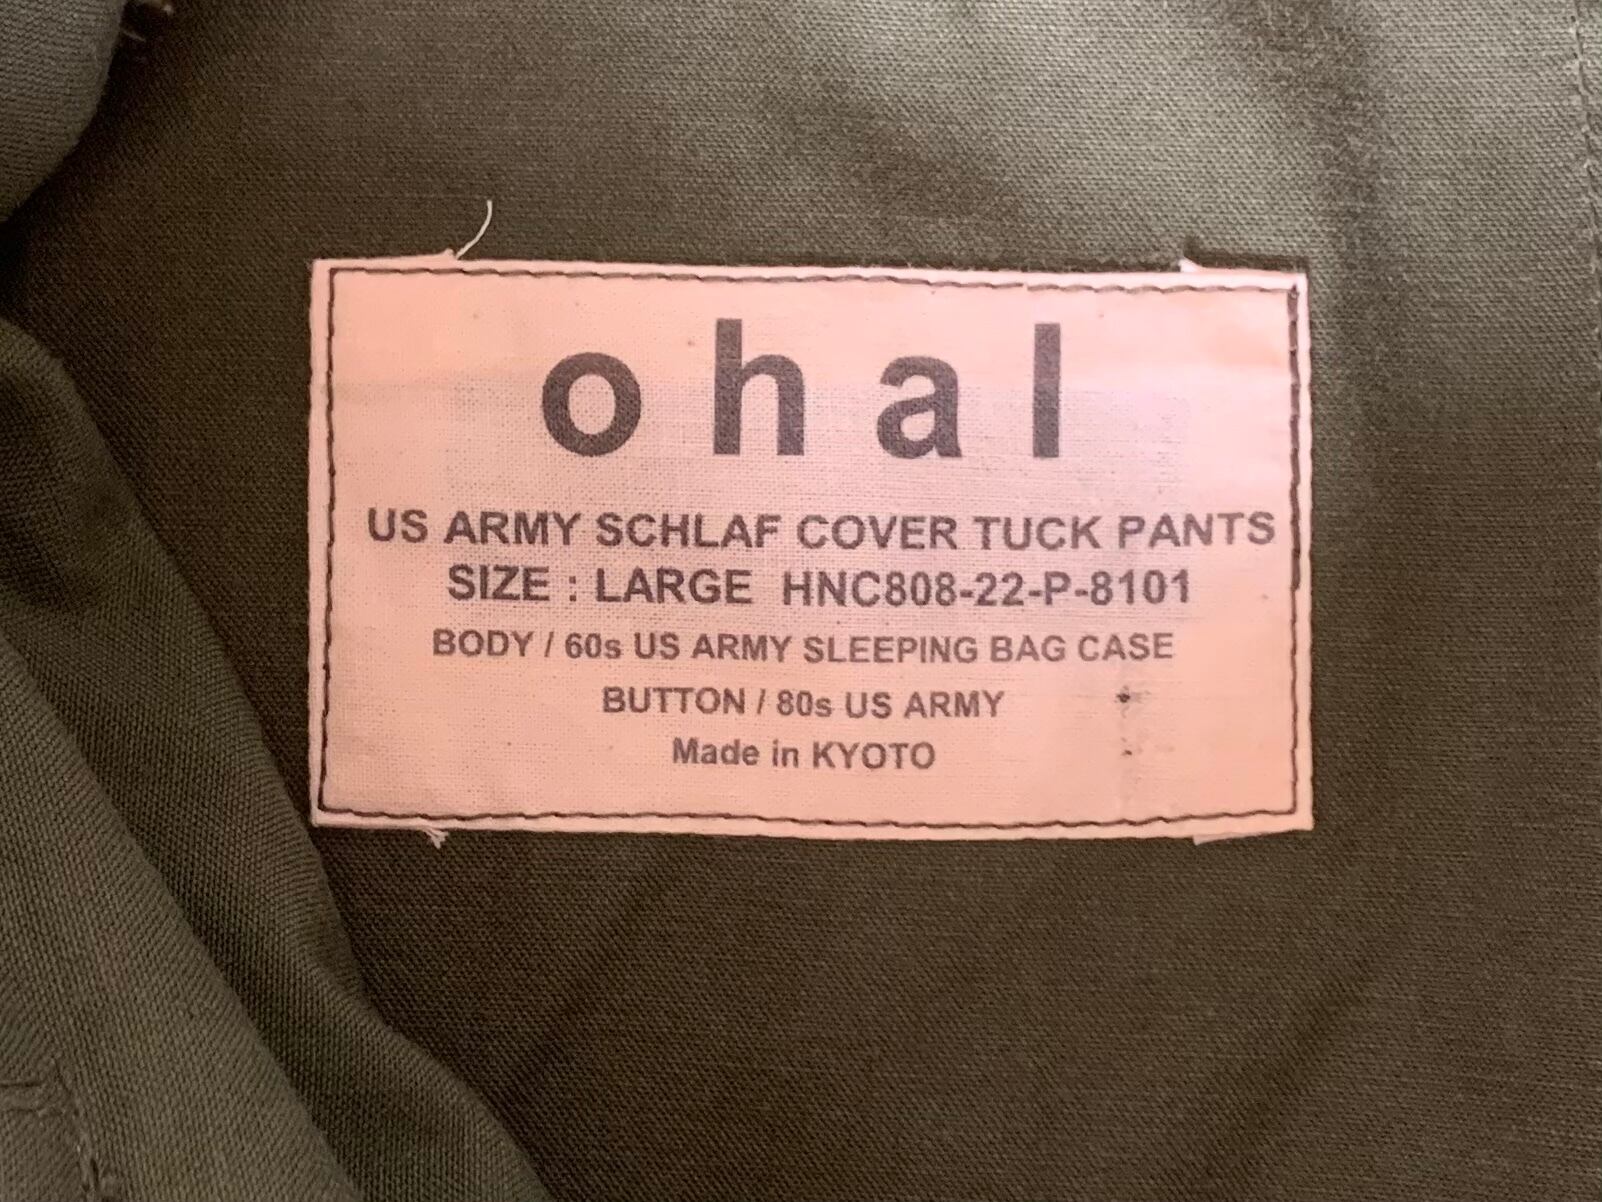 ohal
US ARMY SCHLAF COVER TUCK PANTS
SIZE : LARGE HNC808-22-P-8101
BODY / 60s US ARMY SLEEPING BAG CASE
BUTTON / 80s US ARMY
Made in KYOTO